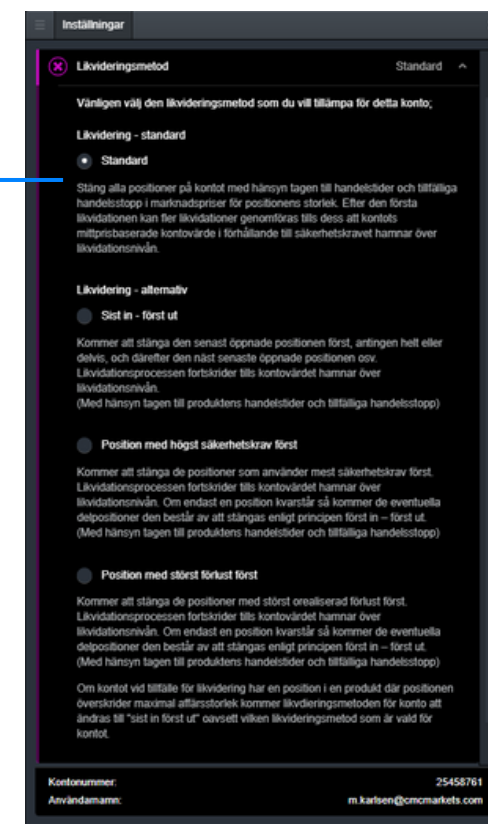 Inställningar
Likvideringsmetod Standard
Vänligen välj den likvideringsmetod som du vill tillämpa för detta konto;
Likvidering - standard
Standard
Stäng alla positioner på kontot med hänsyn tagen till handelstider och tillfälliga
handelsstopp i marknadspriser för positionens storlek. Efter den första
likvidationen kan fler likvidationer genomföras tills dess att kontots
mittprisbaserade kontovärde i förhållande till säkerhetskravet hamnar över
likvidationsnivån.
Likvidering - alternativ
Sist in - först ut
Kommer att stänga den senast öppnade positionen först, antingen helt eller
delvis, och därefter den näst senaste öppnade positionen osv.
Likvidationsprocessen fortskrider tills kontovärdet hamnar över
likvidationsnivån.
(Med hänsyn tagen till produktens handelstider och tillfälliga handelsstopp)
Position med högst säkerhetskrav först
Kommer att stänga de positioner som använder mest säkerhetskrav först.
Likvidationsprocessen fortskrider tills kontovärdet hamnar över
likvidationsnivån. Om endast en position kvarstår så kommer de eventuella
delpositioner den består av att stängas enligt principen först in – först ut.
(Med hänsyn tagen till produktens handelstider och tillfälliga handelsstopp)
Position med störst förlust först
Kommer att stänga de positioner med störst orealiserad förlust först.
Likvidationsprocessen fortskrider tills kontovärdet hamnar över
likvidationsnivån. Om endast en position kvarstår så kommer de eventuella
delpositioner den består av att stängas enligt principen först in – först ut.
(Med hänsyn tagen till produktens handelstider och tillfälliga handelsstopp)
Om kontot vid tillfälle för likvidering har en position i en produkt där positionen
överskrider maximal affärsstorlek kommer likvdieringsmetoden för konto att
ändras till "sist in först ut" oavsett vilken likvideringsmetod som är vald för
kontot.
Kontonummer: 25458761
Användarnamn: m.karlsen@cmcmarkets.com